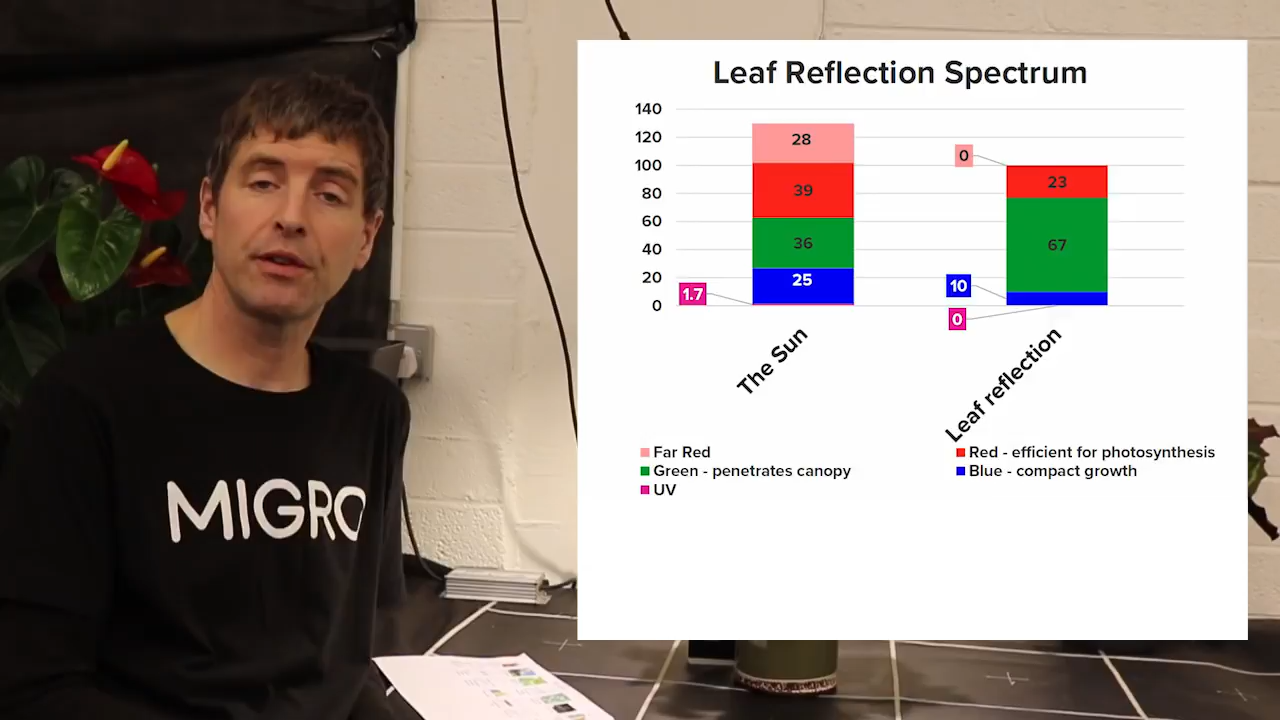 MIGRO
Leaf Reflection Spectrum
140
120
100
80
60
40
20
0
28
39
36
25
1.7
0
23
67
10
0
The Sun
Leaf reflection
Far Red
Red - efficient for photosynthesis
Green - penetrates canopy
Blue - compact growth
UV